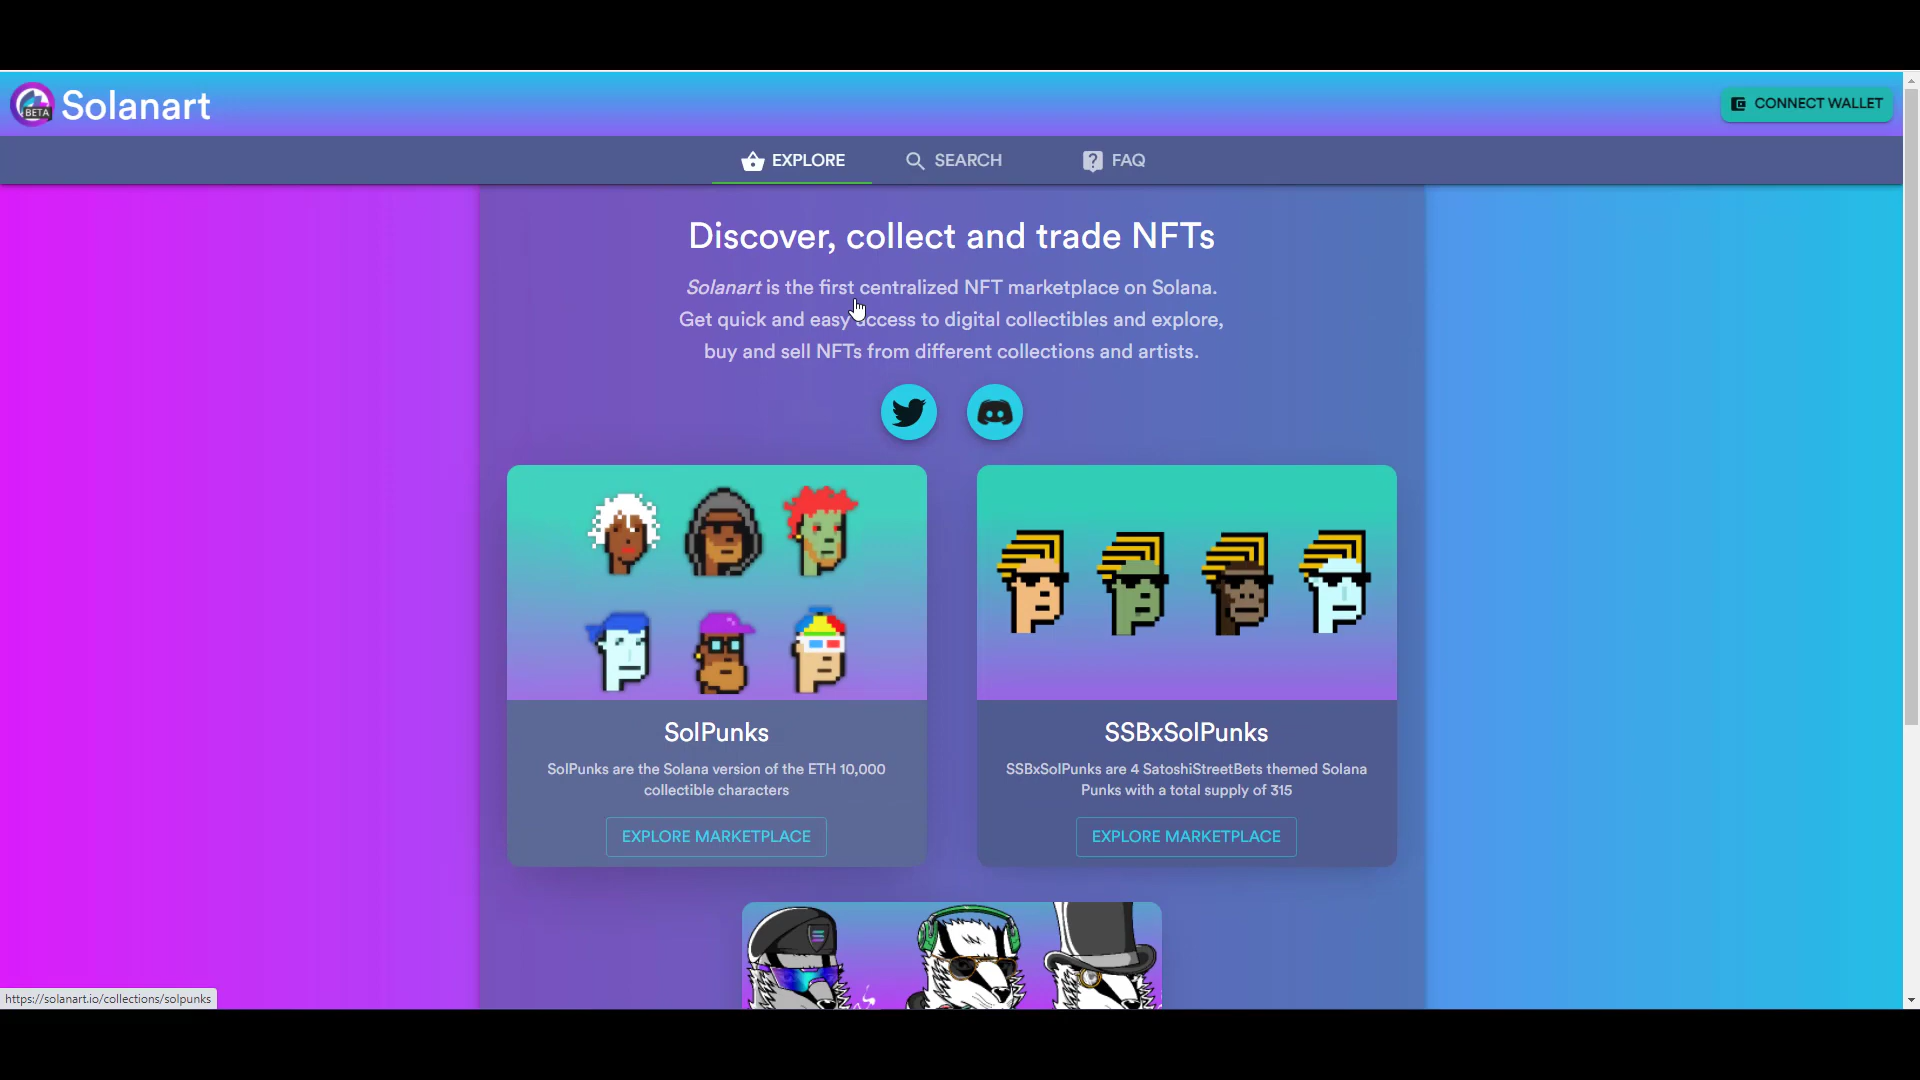 BETA Solanart
CONNECT WALLET
EXPLORE
SEARCH
FAQ
Discover, collect and trade NFTs
Solanart is the first centralized NFT marketplace on Solana.
Get quick and easy access to digital collectibles and explore,
buy and sell NFTs from different collections and artists.
SolPunks
SolPunks are the Solana version of the ETH 10,000
collectible characters
EXPLORE MARKETPLACE
SSBxSolPunks
SSBxSolPunks are 4 SatoshiStreetBets themed Solana
Punks with a total supply of 315
EXPLORE MARKETPLACE
https://solanart.io/collections/solpunks